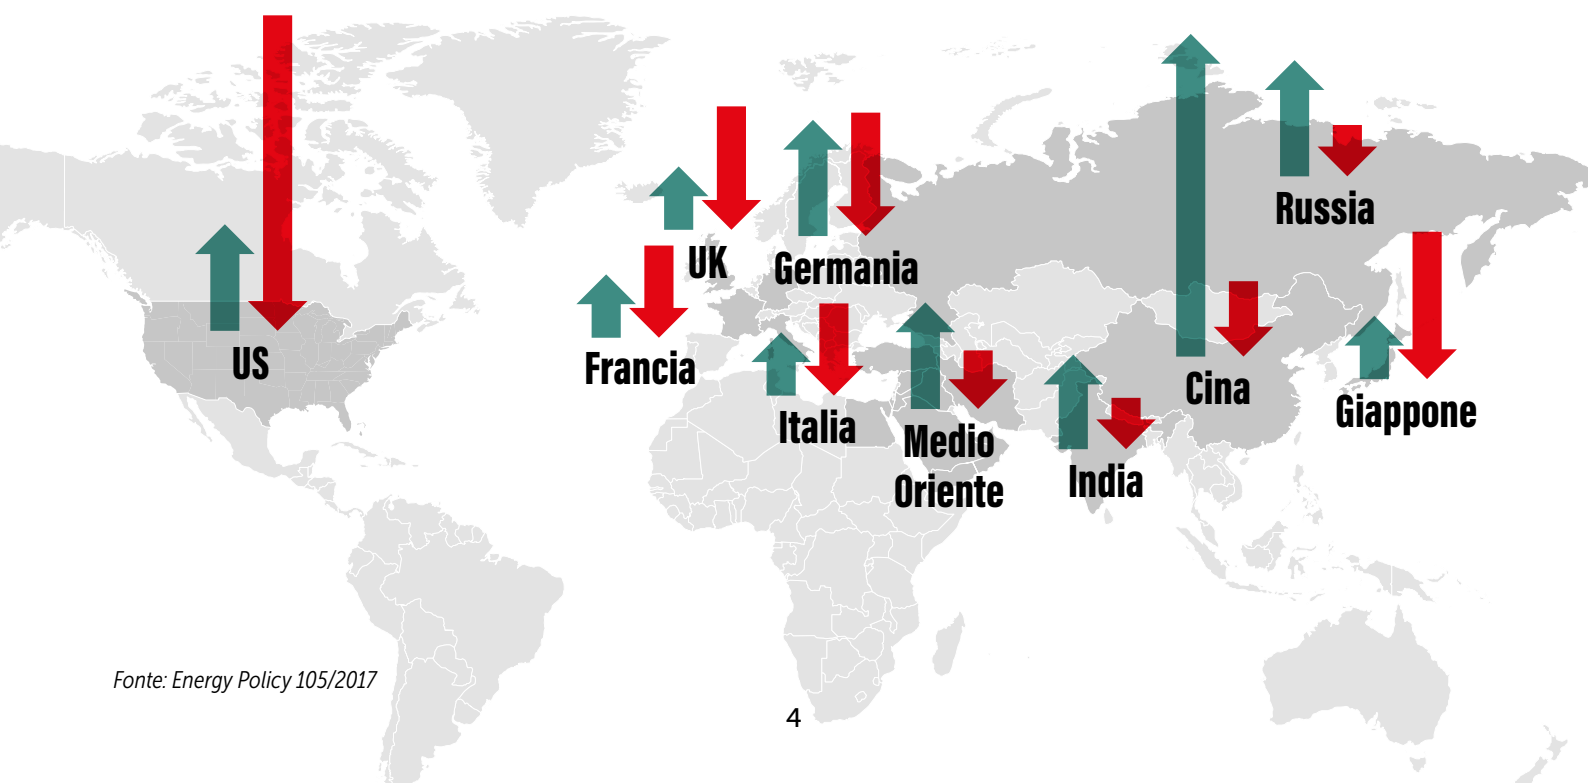 Russia
UK
Germania
US
Francia
Cina
Giappone
Italia
Medio
Oriente
India
Fonte: Energy Policy 105/2017
4